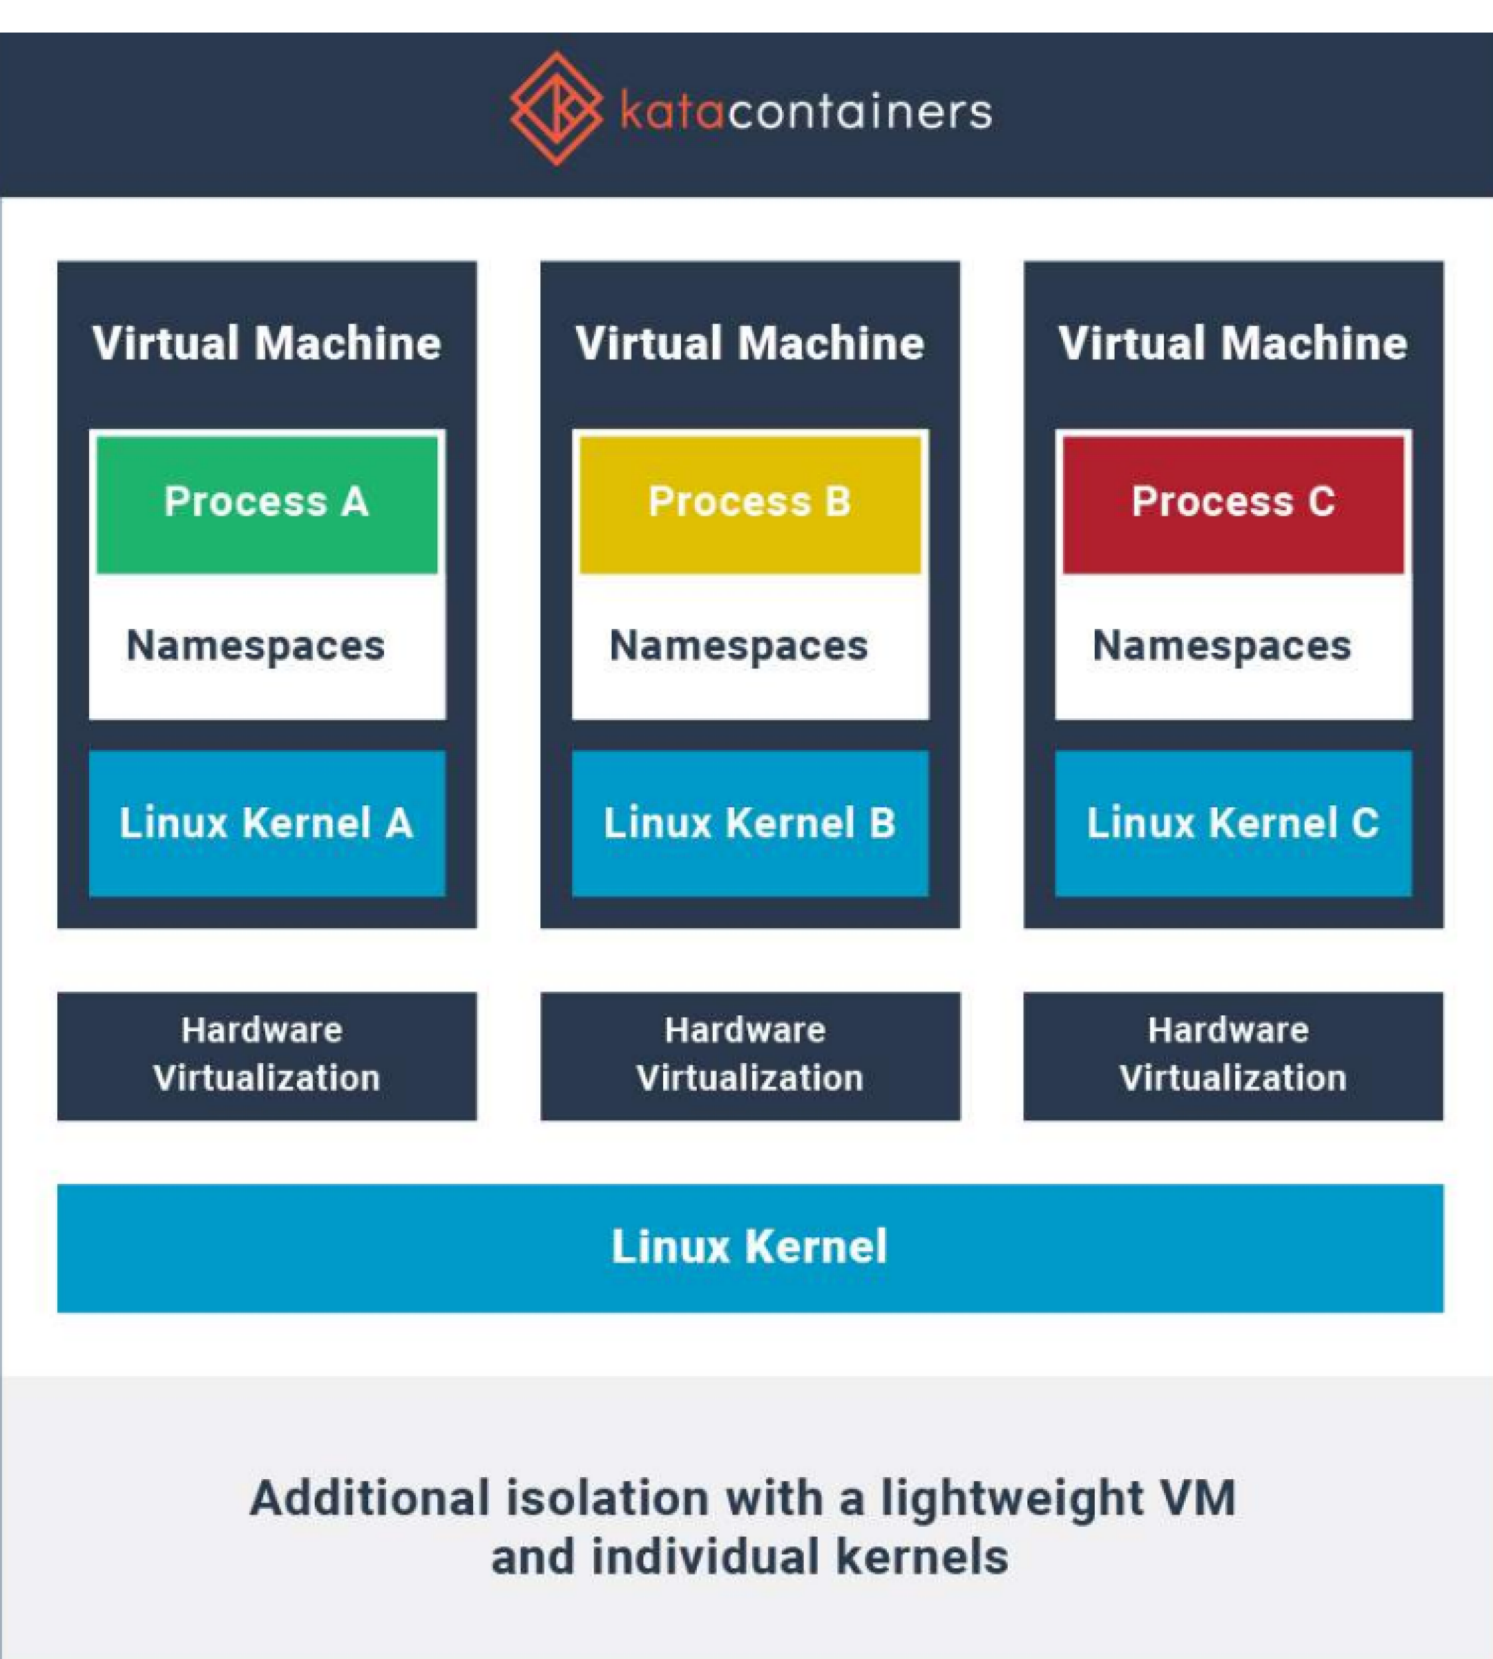 katacontainers
Virtual Machine
Process A
Namespaces
Linux Kernel A
Virtual Machine
Process B
Namespaces
Linux Kernel B
Virtual Machine
Process C
Namespaces
Linux Kernel C
Hardware
Virtualization
Hardware
Virtualization
Hardware
Virtualization
Linux Kernel
Additional isolation with a lightweight VM
and individual kernels